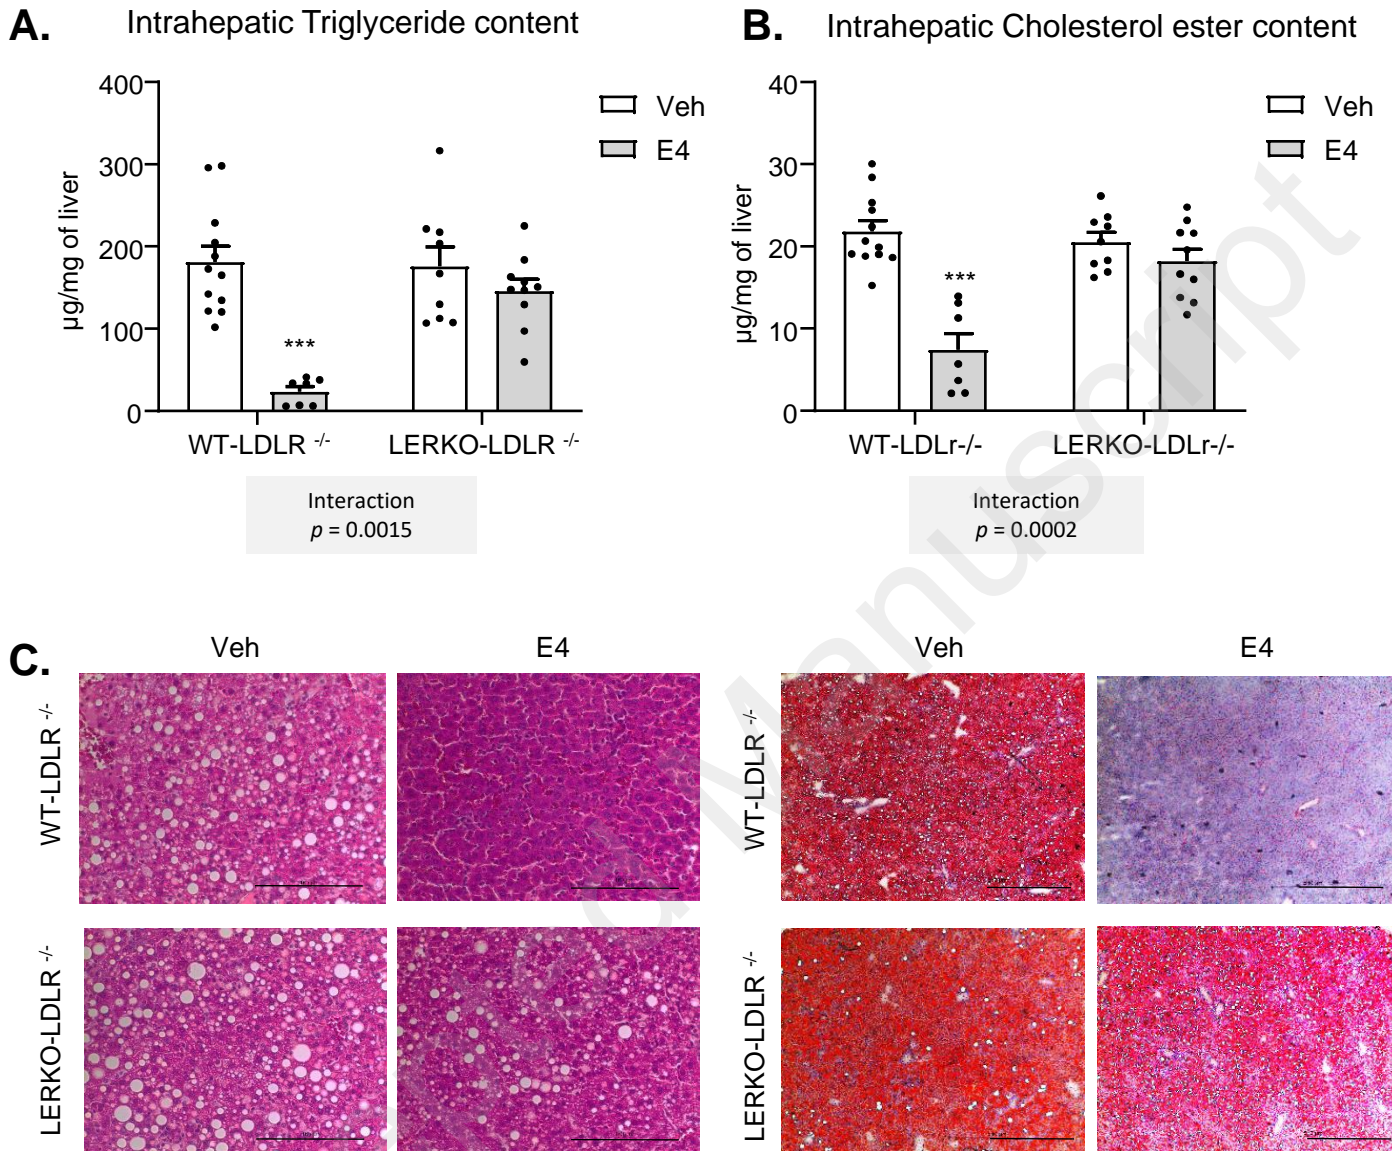 A. Intrahepatic Triglyceride content
400
300
200
100
0
µg/mg of liver
Veh
E4
***
WT-LDLR -/-
LERKO-LDLR -/-
Interaction
p = 0.0015
B. Intrahepatic Cholesterol ester content
40
30
20
10
0
µg/mg of liver
Veh
E4
***
WT-LDLr-/-
LERKO-LDLr-/-
Interaction
p = 0.0002
Manuscript
C.
Veh
E4
Veh
E4
WT-LDLR -/-
WT-LDLR -/-
LERKO-LDLR -/-
LERKO-LDLR -/-